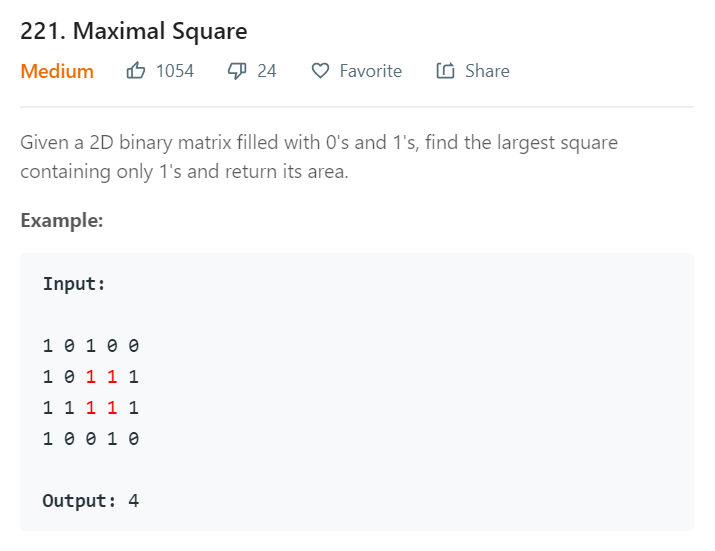 221. Maximal Square
Medium 1054 24 Favorite Share
Given a 2D binary matrix filled with 0's and 1's, find the largest square
containing only 1's and return its area.
Example:
Input:
1 0 1 0 0
1 0 1 1 1
1 1 1 1 1
1 0 0 1 0
Output: 4